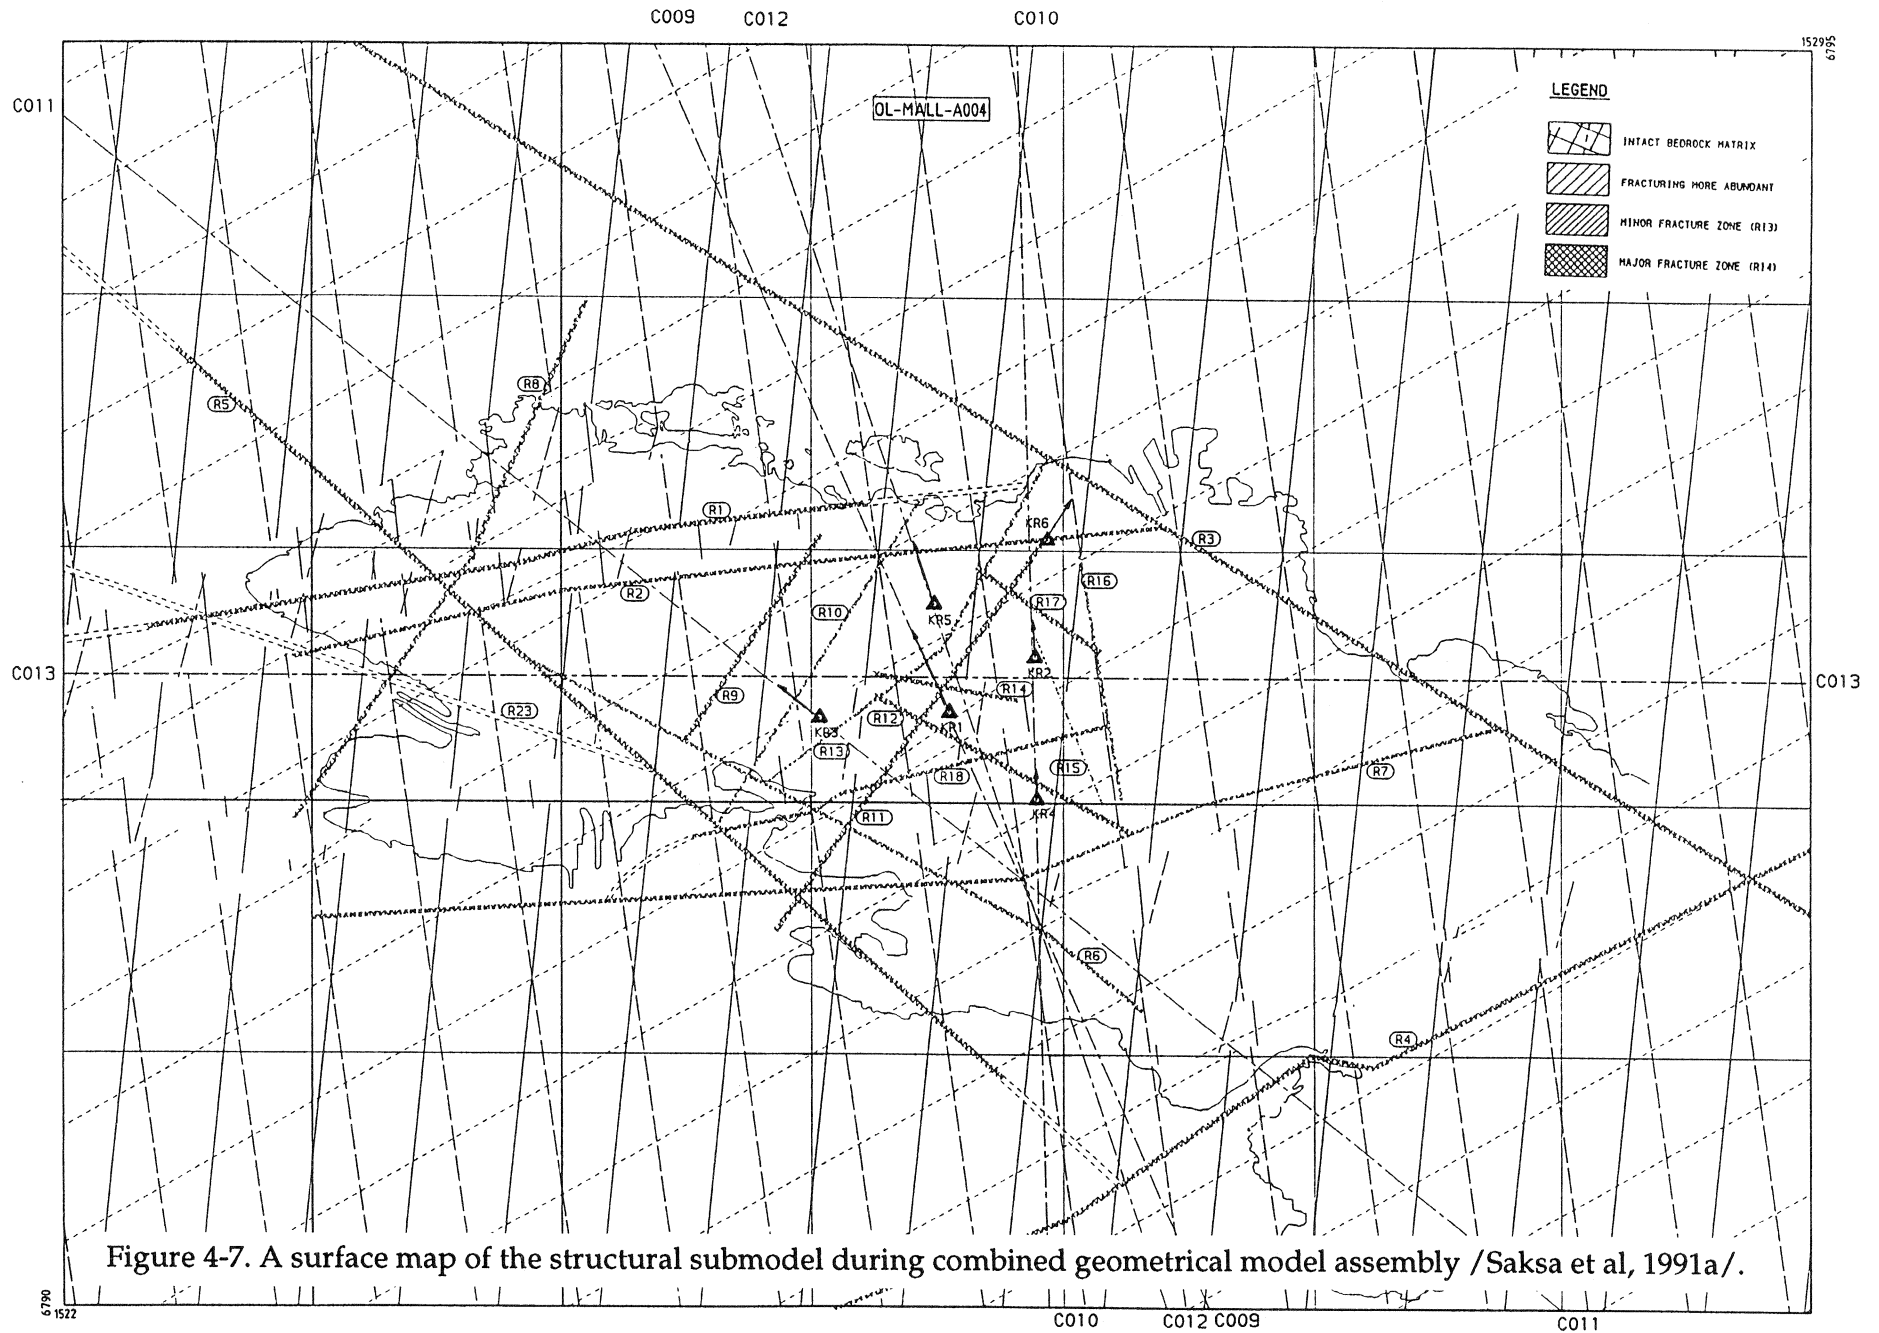 C009 C012 C010
15295
6795
C011
OL-MALL-A004
LEGEND
INTACT BEDROCK MATRIX
FRACTURING MORE ABUNDANT
MINOR FRACTURE ZONE (R13)
MAJOR FRACTURE ZONE (R14)
R8
R5
R1
KR6
R3
R16
R2
R17
R10
KR5
KR2
C013
C013
R14
R9
R23
R12
KR1
KR3
R13
R15
R7
R18
KR4
R11
R6
R4
Figure 4-7. A surface map of the structural submodel during combined geometrical model assembly /Saksa et al, 1991a/.
6790
1522
C010 C012 C009 C011